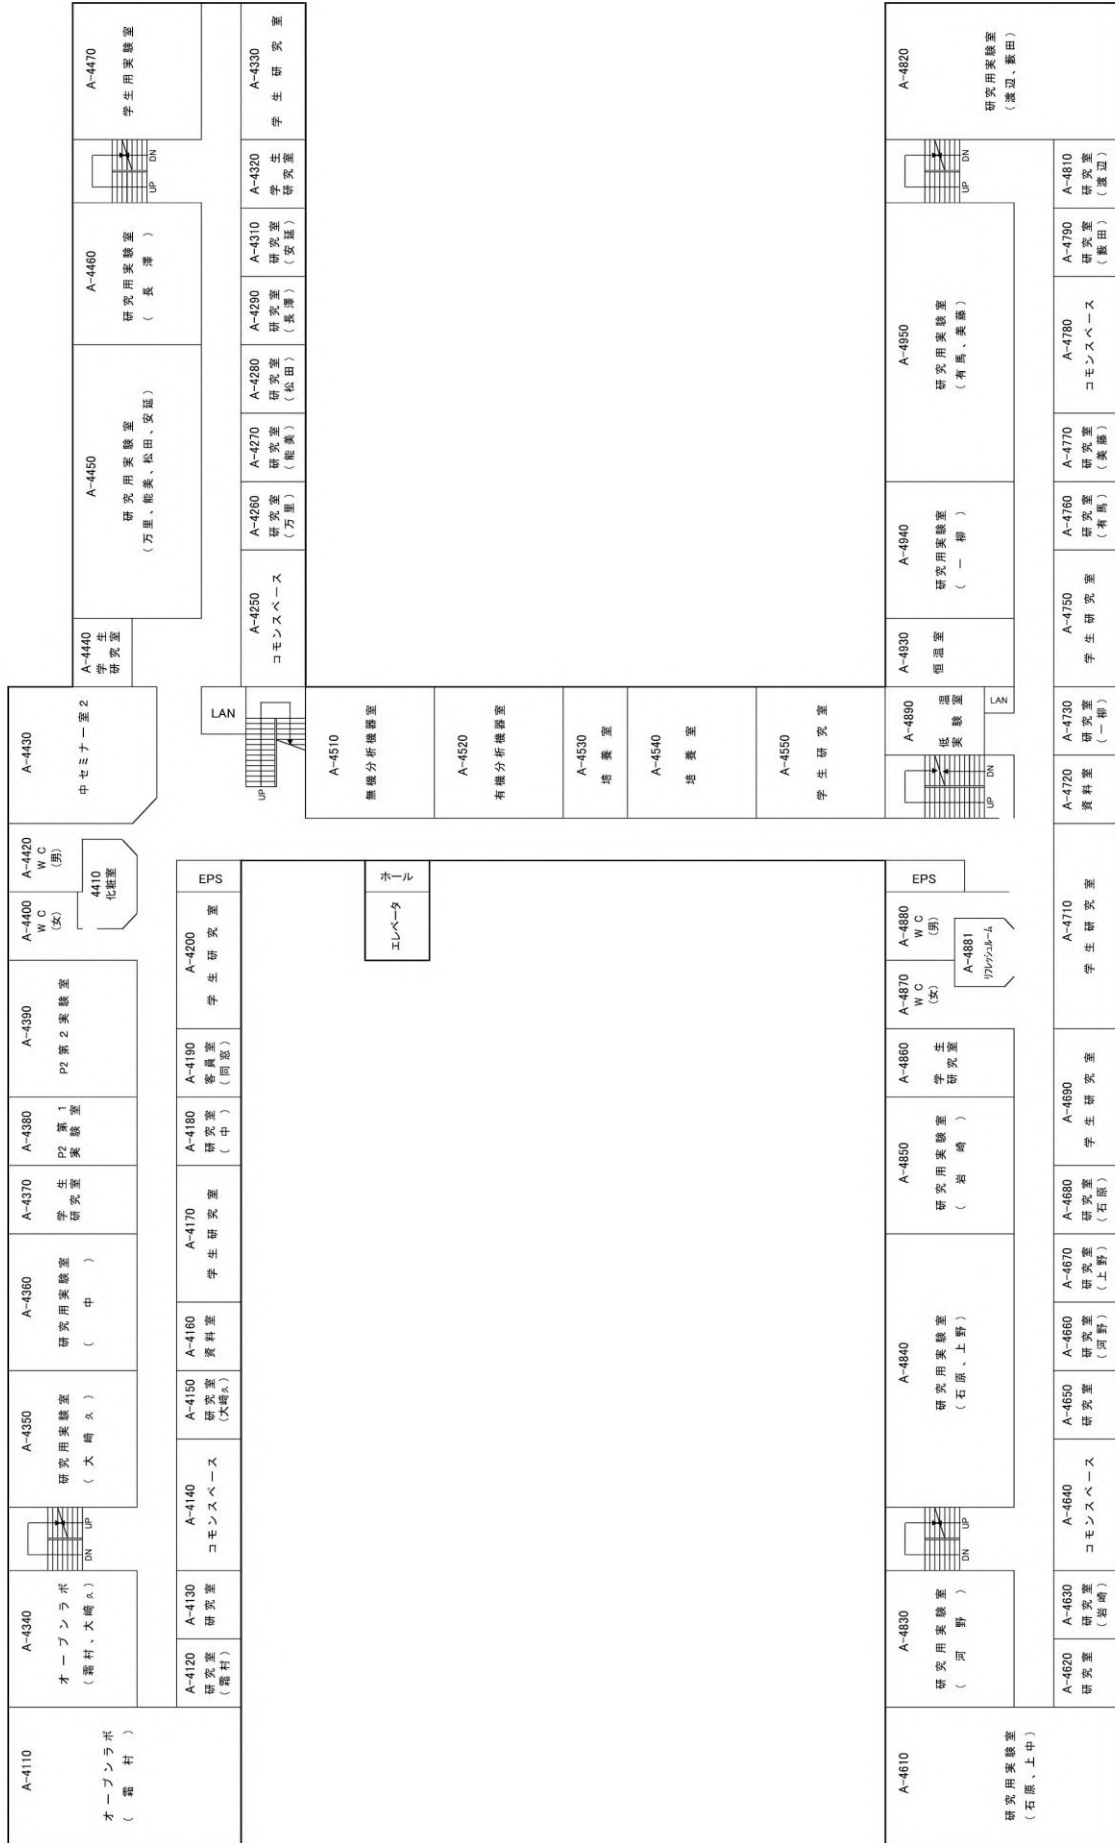 A-4110
オープンラボ
(霜村)
A-4340
オープンラボ
(霜村、大﨑久)
DN
UP
A-4350
研究用実験室
(大﨑久)
A-4360
研究用実験室
(中)
A-4370
学生
研究室
A-4380
P2 第1
実験室
A-4390
P2 第2実験室
A-4400
WC
(女)
4410
化粧室
A-4420
WC
(男)
A-4430
中セミナー室2
A-4440
学生
研究室
A-4450
研究用実験室
(万里、能美、松田、安延)
A-4460
研究用実験室
(長澤)
UP
DN
A-4470
学生用実験室
A-4120
研究室
(霜村)
A-4130
研究室
A-4140
コモンスペース
A-4150
研究室
(大﨑久)
A-4160
資料室
A-4170
学生研究室
A-4180
研究室
(中)
A-4190
客員室
(同窓)
A-4200
学生研究室
EPS
LAN
UP
A-4250
コモンスペース
A-4260
研究室
(万里)
A-4270
研究室
(能美)
A-4280
研究室
(松田)
A-4290
研究室
(長澤)
A-4310
研究室
(安延)
A-4320
学生
研究室
A-4330
学生研究室
エレベータ
ホール
A-4510
無機分析機器室
A-4520
有機分析機器室
A-4530
培養室
A-4540
培養室
A-4550
学生研究室
A-4610
研究用実験室
(石原、上中)
A-4830
研究用実験室
(河野)
DN
UP
A-4840
研究用実験室
(石原、上野)
A-4850
研究用実験室
(岩崎)
A-4860
学生
研究室
A-4870
WC
(女)
A-4880
WC
(男)
A-4881
リフレッシュルーム
EPS
UP
DN
A-4890
低温
実験室
LAN
A-4930
恒温室
A-4940
研究用実験室
(一柳)
A-4950
研究用実験室
(有馬、美藤)
UP
DN
A-4820
研究用実験室
(渡辺、薮田)
A-4620
研究室
A-4630
研究室
(岩崎)
A-4640
コモンスペース
A-4650
研究室
A-4660
研究室
(河野)
A-4670
研究室
(上野)
A-4680
研究室
(石原)
A-4690
学生研究室
A-4710
学生研究室
A-4720
資料室
A-4730
研究室
(一柳)
A-4750
学生研究室
A-4760
研究室
(有馬)
A-4770
研究室
(美藤)
A-4780
コモンスペース
A-4790
研究室
(薮田)
A-4810
研究室
(渡辺)